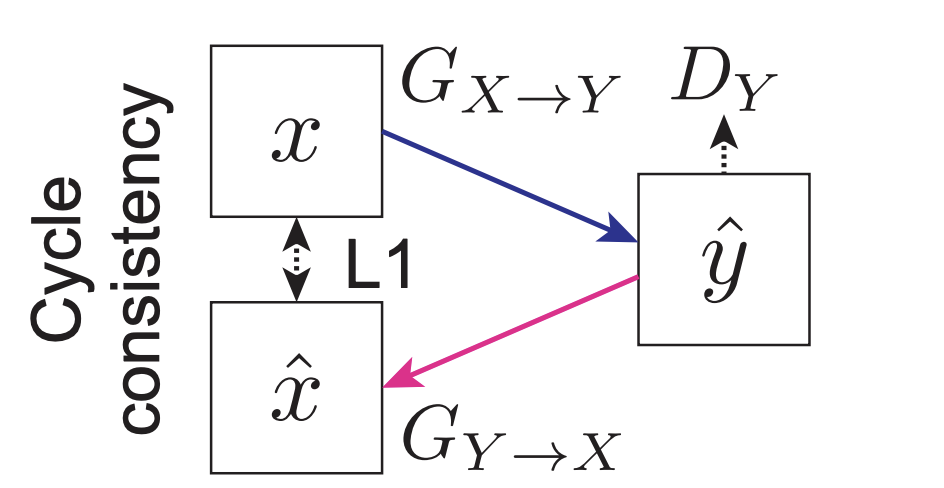 Cycle
consistency
x
G_{X→Y}
D_Y
ŷ
L1
x̂
G_{Y→X}